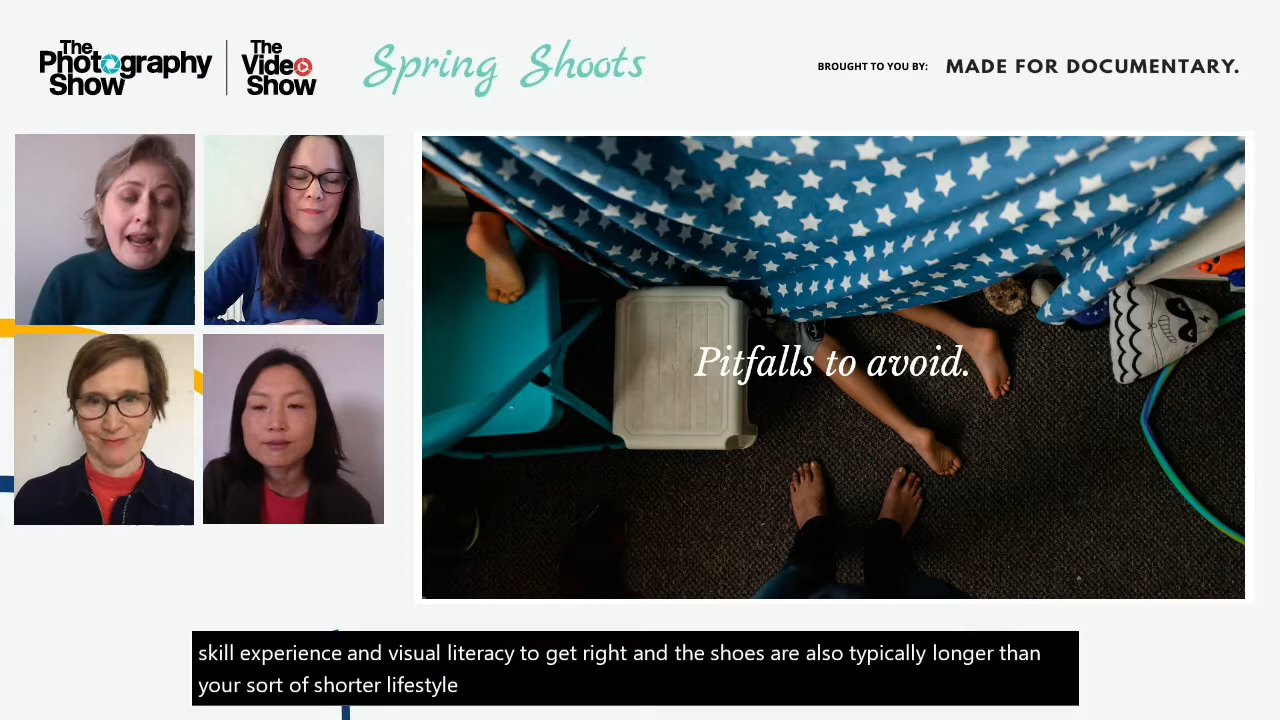 The
Photography
Show
The
Video
Show
Spring Shoots
BROUGHT TO YOU BY: MADE FOR DOCUMENTARY.
Pitfalls to avoid.
skill experience and visual literacy to get right and the shoes are also typically longer than
your sort of shorter lifestyle